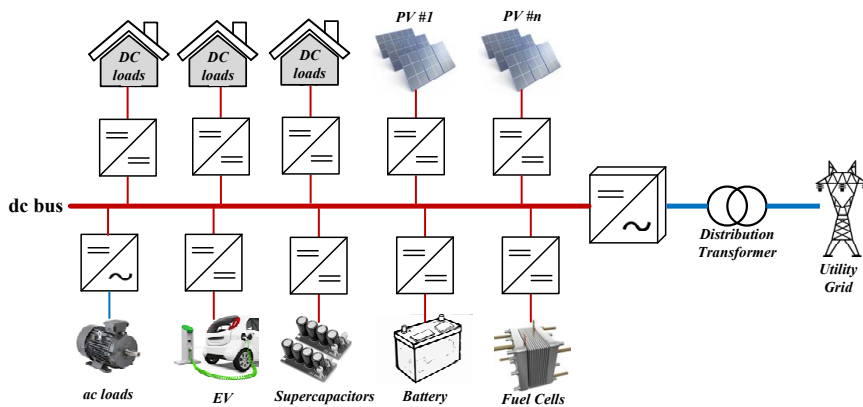 PV #1
PV #n
DC
loads
DC
loads
DC
loads
dc bus
Distribution
Transformer
Utility
Grid
ac loads
EV
Supercapacitors
Battery
Fuel Cells